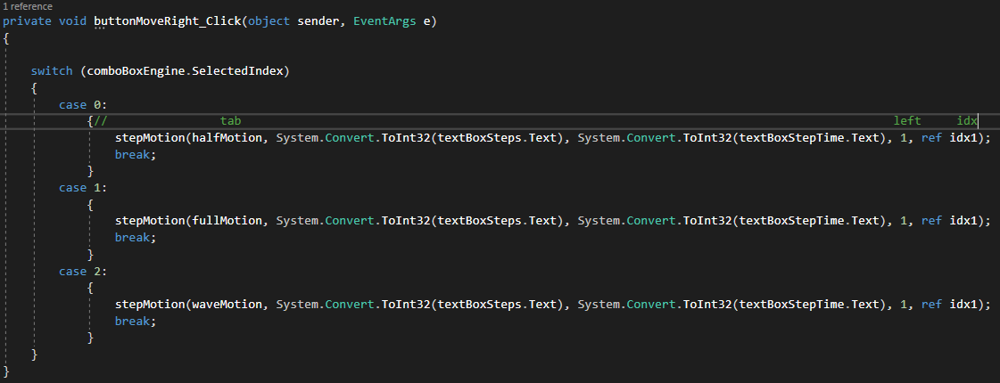 1 reference
private void buttonMoveRight_Click(object sender, EventArgs e)
{
switch (comboBoxEngine.SelectedIndex)
{
case 0:
{// tab left idx
stepMotion(halfMotion, System.Convert.ToInt32(textBoxSteps.Text), System.Convert.ToInt32(textBoxStepTime.Text), 1, ref idx1);
break;
}
case 1:
{
stepMotion(fullMotion, System.Convert.ToInt32(textBoxSteps.Text), System.Convert.ToInt32(textBoxStepTime.Text), 1, ref idx1);
break;
}
case 2:
{
stepMotion(waveMotion, System.Convert.ToInt32(textBoxSteps.Text), System.Convert.ToInt32(textBoxStepTime.Text), 1, ref idx1);
break;
}
}
}